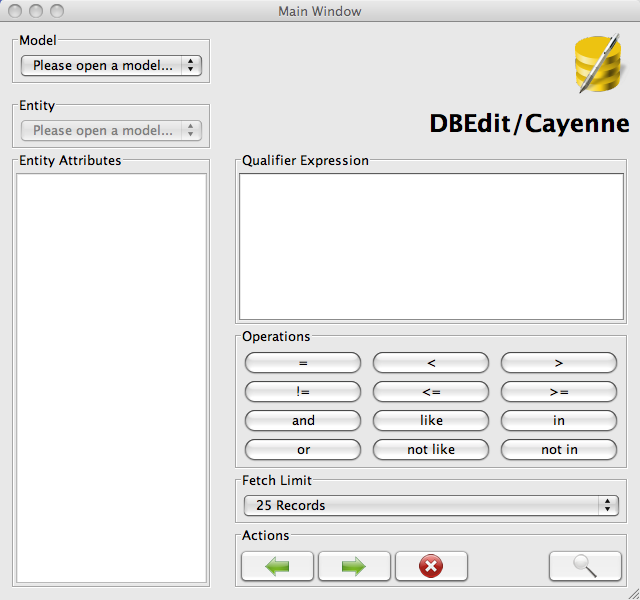 Main Window
Model
Please open a model...
DBEdit/Cayenne
Entity
Please open a model...
Entity Attributes
Qualifier Expression
Operations
= < >
!= <= >=
and like in
or not like not in
Fetch Limit
25 Records
Actions